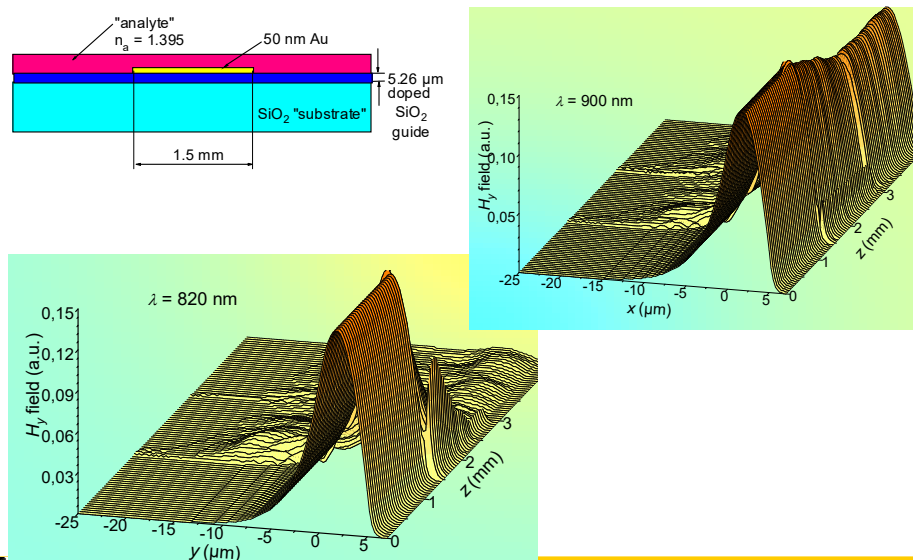 "analyte"
nₐ = 1.395
50 nm Au
5.26 µm
doped
SiO₂
guide
SiO₂ "substrate"
1.5 mm
λ = 900 nm
H_y field (a.u.)
0,15
0,10
0,05
-25
-20
-15
-10
-5
0
5
x (µm)
0
1
2
3
z (mm)
λ = 820 nm
H_y field (a.u.)
0,15
0,12
0,09
0,06
0,03
-25
-20
-15
-10
-5
0
5
y (µm)
0
1
2
3
z (mm)